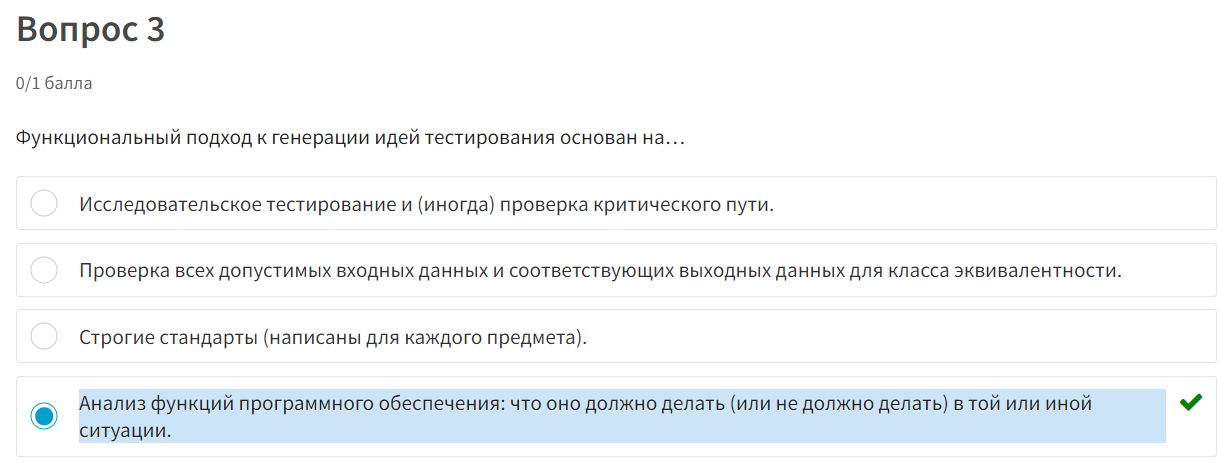 Вопрос 3
0/1 балла
Функциональный подход к генерации идей тестирования основан на…
Исследовательское тестирование и (иногда) проверка критического пути.
Проверка всех допустимых входных данных и соответствующих выходных данных для класса эквивалентности.
Строгие стандарты (написаны для каждого предмета).
Анализ функций программного обеспечения: что оно должно делать (или не должно делать) в той или иной
ситуации.